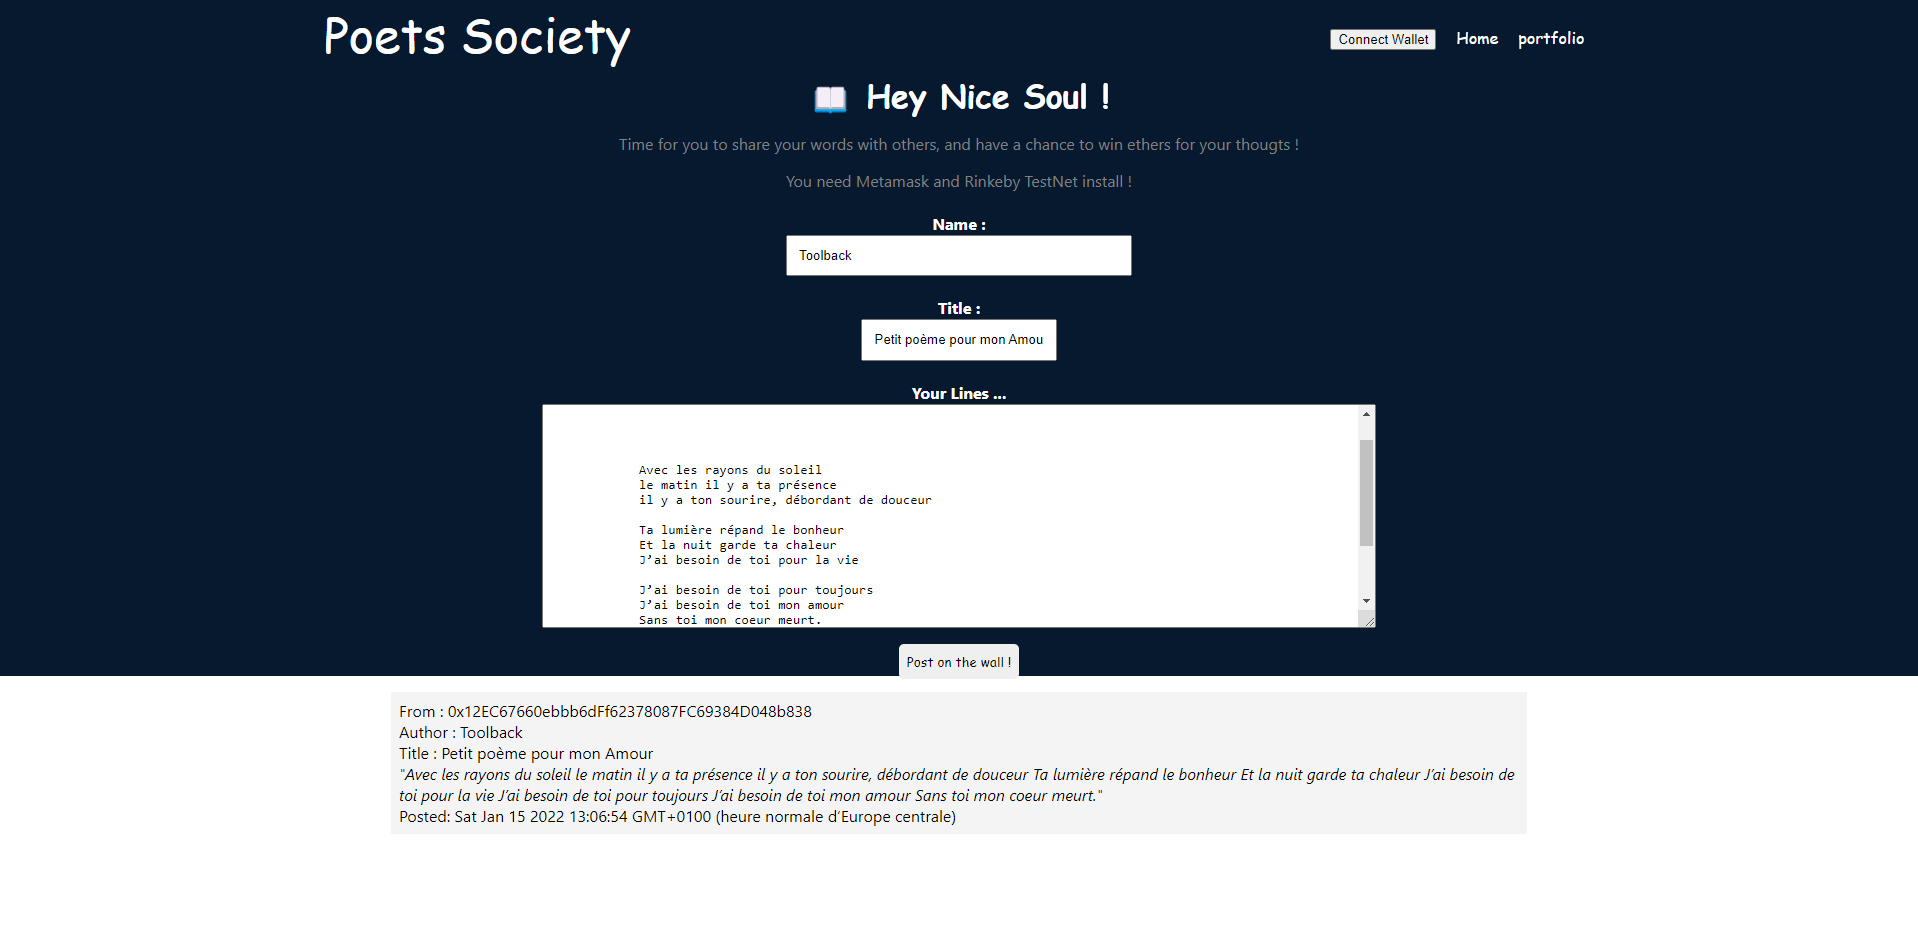 Poets Society
Connect Wallet Home portfolio
Hey Nice Soul !
Time for you to share your words with others, and have a chance to win ethers for your thougts !
You need Metamask and Rinkeby TestNet install !
Name :
Toolback
Title :
Petit poème pour mon Amou
Your Lines ...
Avec les rayons du soleil
le matin il y a ta présence
il y a ton sourire, débordant de douceur
Ta lumière répand le bonheur
Et la nuit garde ta chaleur
J’ai besoin de toi pour la vie
J’ai besoin de toi pour toujours
J’ai besoin de toi mon amour
Sans toi mon coeur meurt.
Post on the wall !
From : 0x12EC67660ebbb6dFf62378087FC69384D048b838
Author : Toolback
Title : Petit poème pour mon Amour
"Avec les rayons du soleil le matin il y a ta présence il y a ton sourire, débordant de douceur Ta lumière répand le bonheur Et la nuit garde ta chaleur J’ai besoin de
toi pour la vie J’ai besoin de toi pour toujours J’ai besoin de toi mon amour Sans toi mon coeur meurt."
Posted: Sat Jan 15 2022 13:06:54 GMT+0100 (heure normale d’Europe centrale)